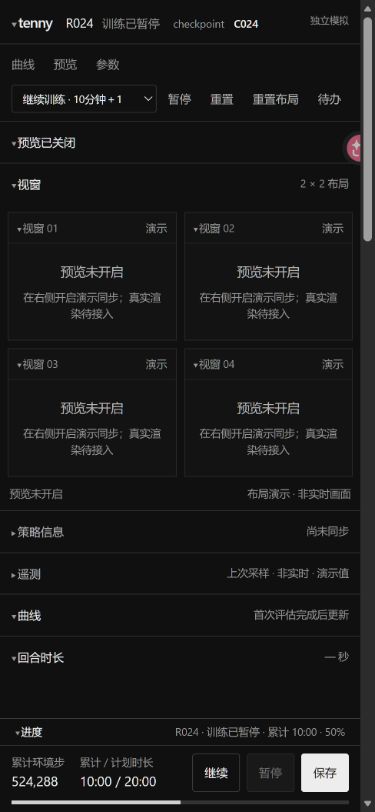 tenny R024 训练已暂停 checkpoint C024 独立模拟
曲线 预览 参数
继续训练 · 10分钟 + 1 暂停 重置 重置布局 待办
预览已关闭
视窗 2 × 2 布局
视窗 01 演示
预览未开启
在右侧开启演示同步；真实渲
染待接入
视窗 02 演示
预览未开启
在右侧开启演示同步；真实渲
染待接入
视窗 03 演示
预览未开启
在右侧开启演示同步；真实渲
染待接入
视窗 04 演示
预览未开启
在右侧开启演示同步；真实渲
染待接入
预览未开启 布局演示 · 非实时画面
策略信息 尚未同步
遥测 上次采样 · 非实时 · 演示值
曲线 首次评估完成后更新
回合时长 — 秒
进度 R024 · 训练已暂停 · 累计 10:00 · 50%
累计环境步 累计 / 计划时长
524,288 10:00 / 20:00
继续 暂停 保存